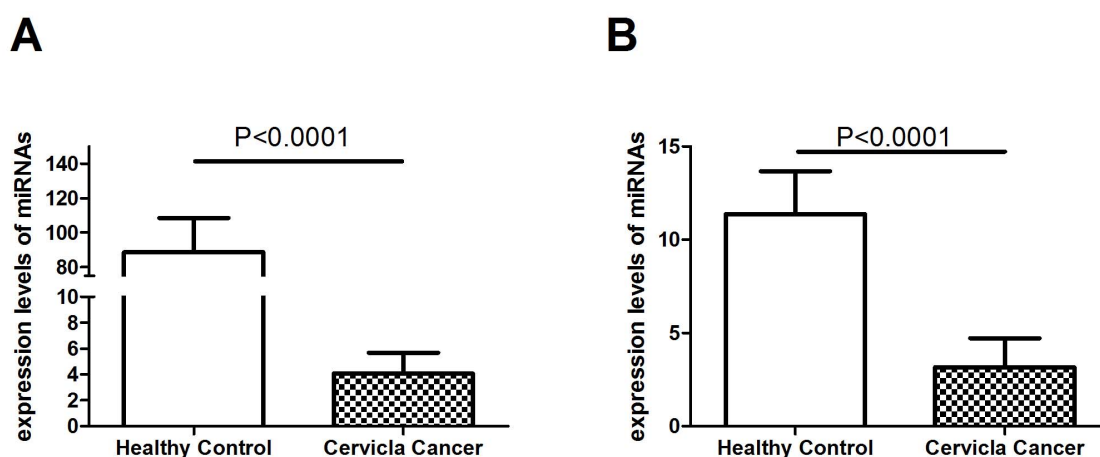 A
P<0.0001
expression levels of miRNAs
140
120
100
80
10
8
6
4
2
0
Healthy Control
Cervicla Cancer
B
P<0.0001
expression levels of miRNAs
15
10
5
0
Healthy Control
Cervicla Cancer